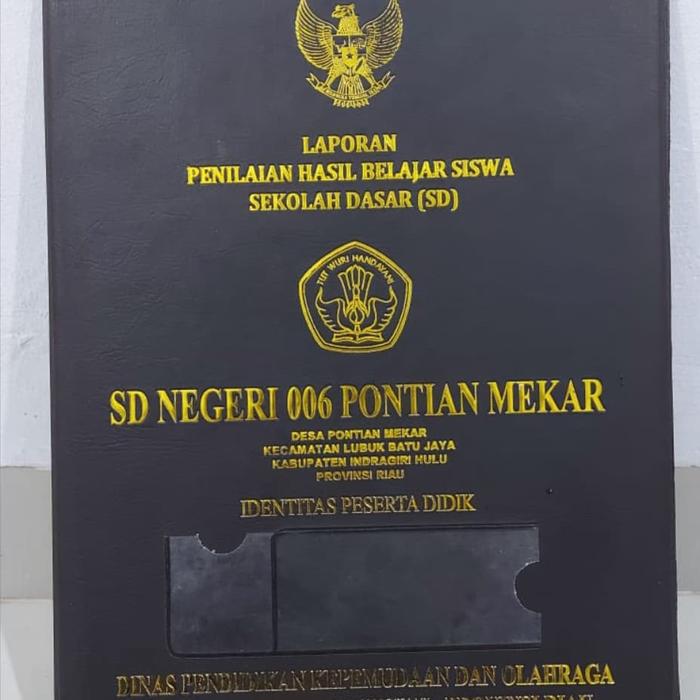 LAPORAN
PENILAIAN HASIL BELAJAR SISWA
SEKOLAH DASAR (SD)
TUT WURI HANDAYANI
SD NEGERI 006 PONTIAN MEKAR
DESA PONTIAN MEKAR
KECAMATAN LUBUK BATU JAYA
KABUPATEN INDRAGIRI HULU
PROVINSI RIAU
IDENTITAS PESERTA DIDIK
DINAS PENDIDIKAN KEPEMUDAAN DAN OLAHRAGA